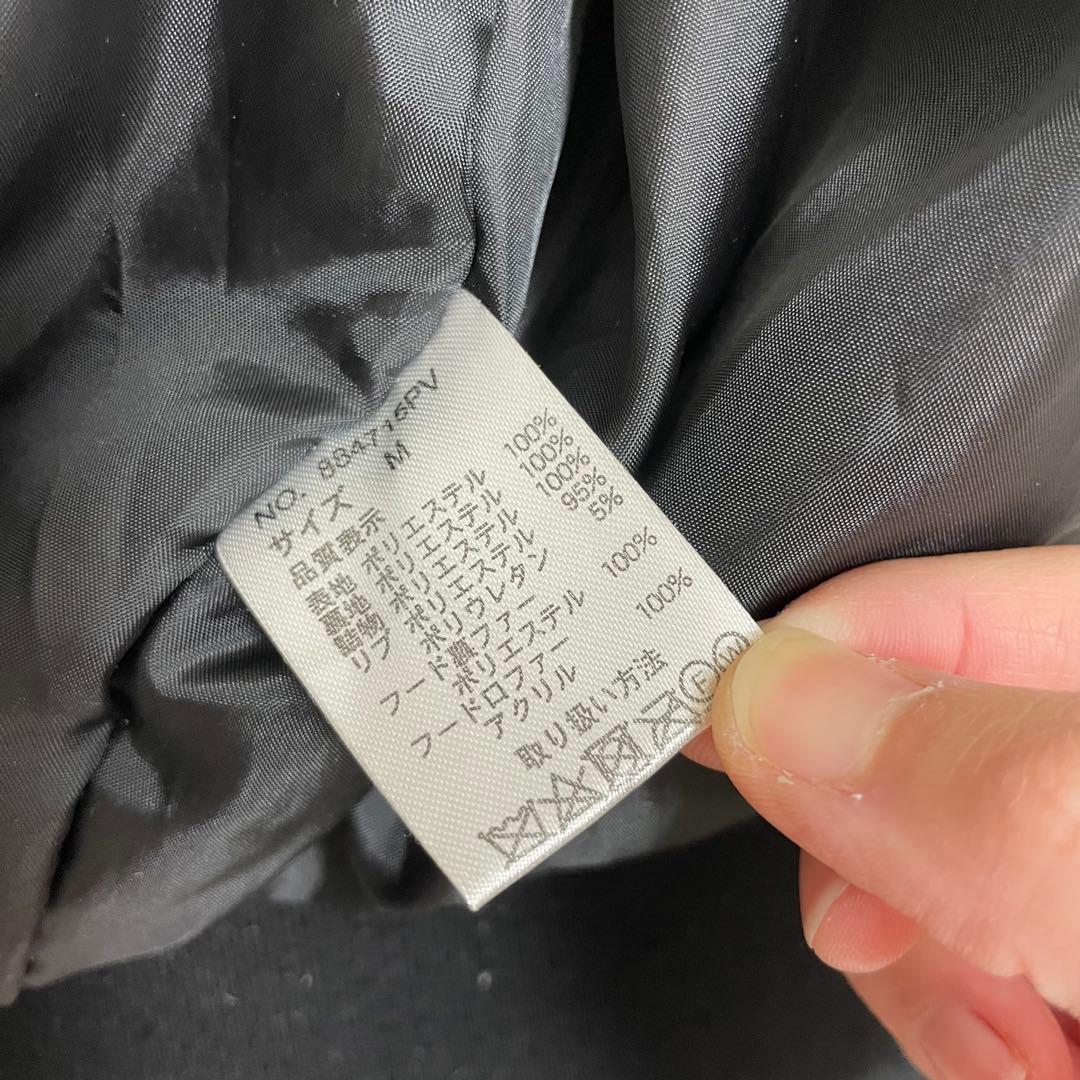 NO. 884716PV
サイズ M
品質表示
表地 ポリエステル 100%
裏地 ポリエステル 100%
詰物 ポリエステル 100%
リブ ポリエステル 95%
ポリウレタン 5%
フード裏ファー
ポリエステル 100%
フード口ファー
アクリル 100%
取り扱い方法
F W